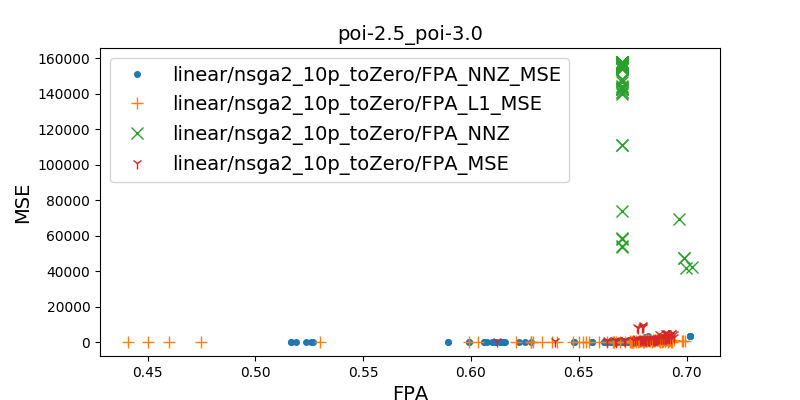 poi-2.5_poi-3.0
linear/nsga2_10p_toZero/FPA_NNZ_MSE
linear/nsga2_10p_toZero/FPA_L1_MSE
linear/nsga2_10p_toZero/FPA_NNZ
linear/nsga2_10p_toZero/FPA_MSE
MSE
160000
140000
120000
100000
80000
60000
40000
20000
0
0.45 0.50 0.55 0.60 0.65 0.70
FPA